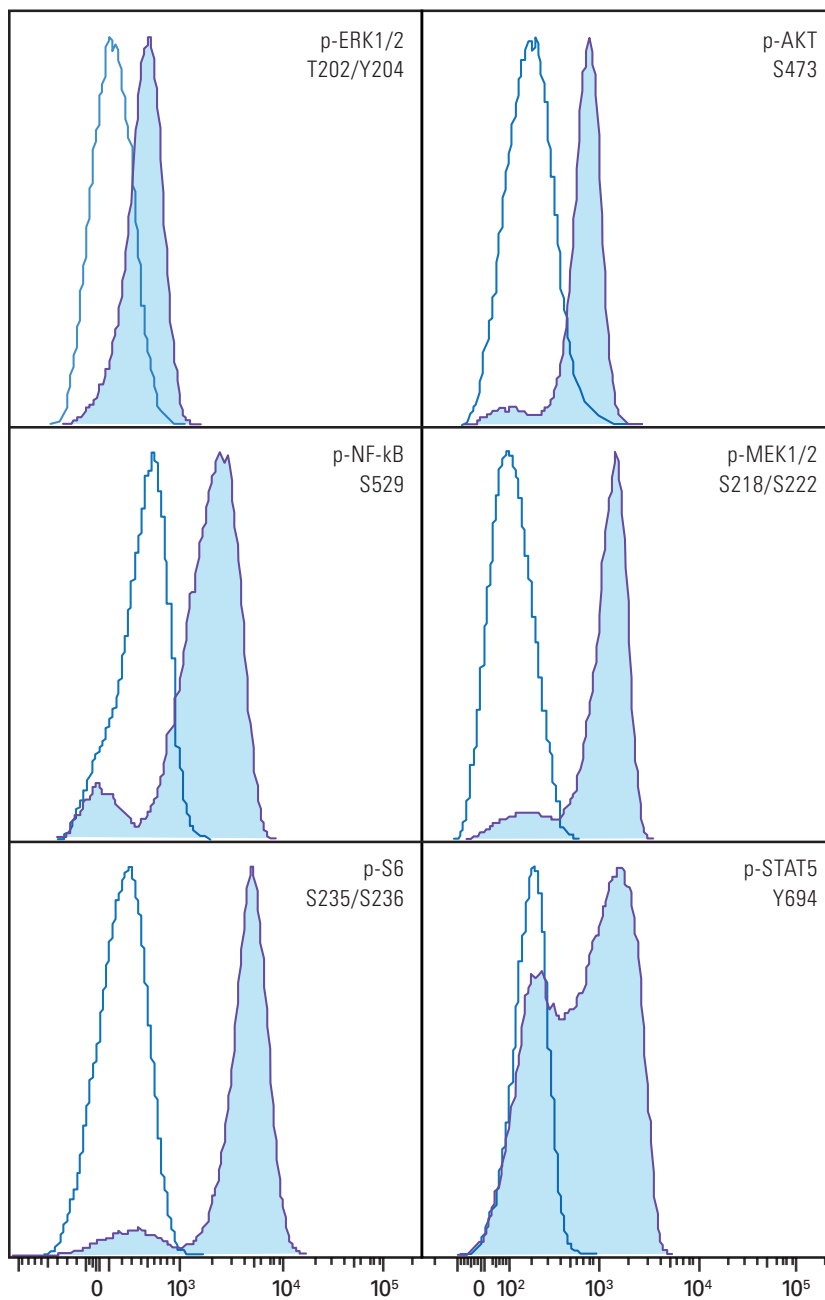 p-ERK1/2
T202/Y204
p-AKT
S473
p-NF-kB
S529
p-MEK1/2
S218/S222
p-S6
S235/S236
p-STAT5
Y694
0 10³ 10⁴ 10⁵
0 10² 10³ 10⁴ 10⁵